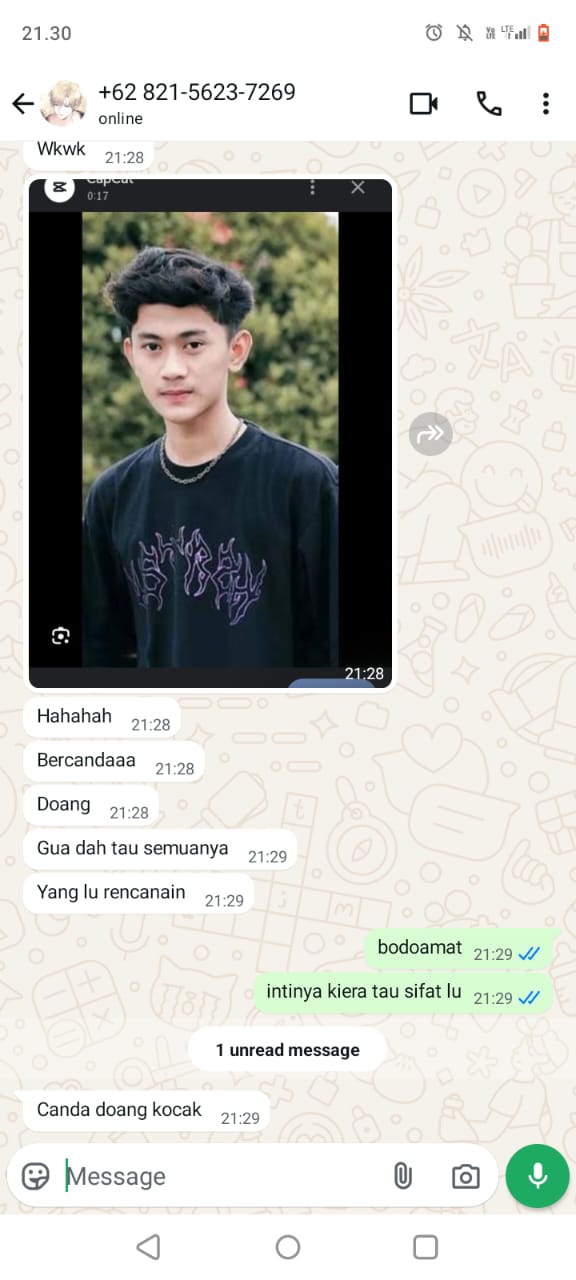 21.30
LTE
+62 821-5623-7269
online
Wkwk 21:28
CapCut
0:17
21:28
Hahahah 21:28
Bercandaaa 21:28
Doang 21:28
Gua dah tau semuanya 21:29
Yang lu rencanain 21:29
bodoamat 21:29
intinya kiera tau sifat lu 21:29
1 unread message
Canda doang kocak 21:29
Message